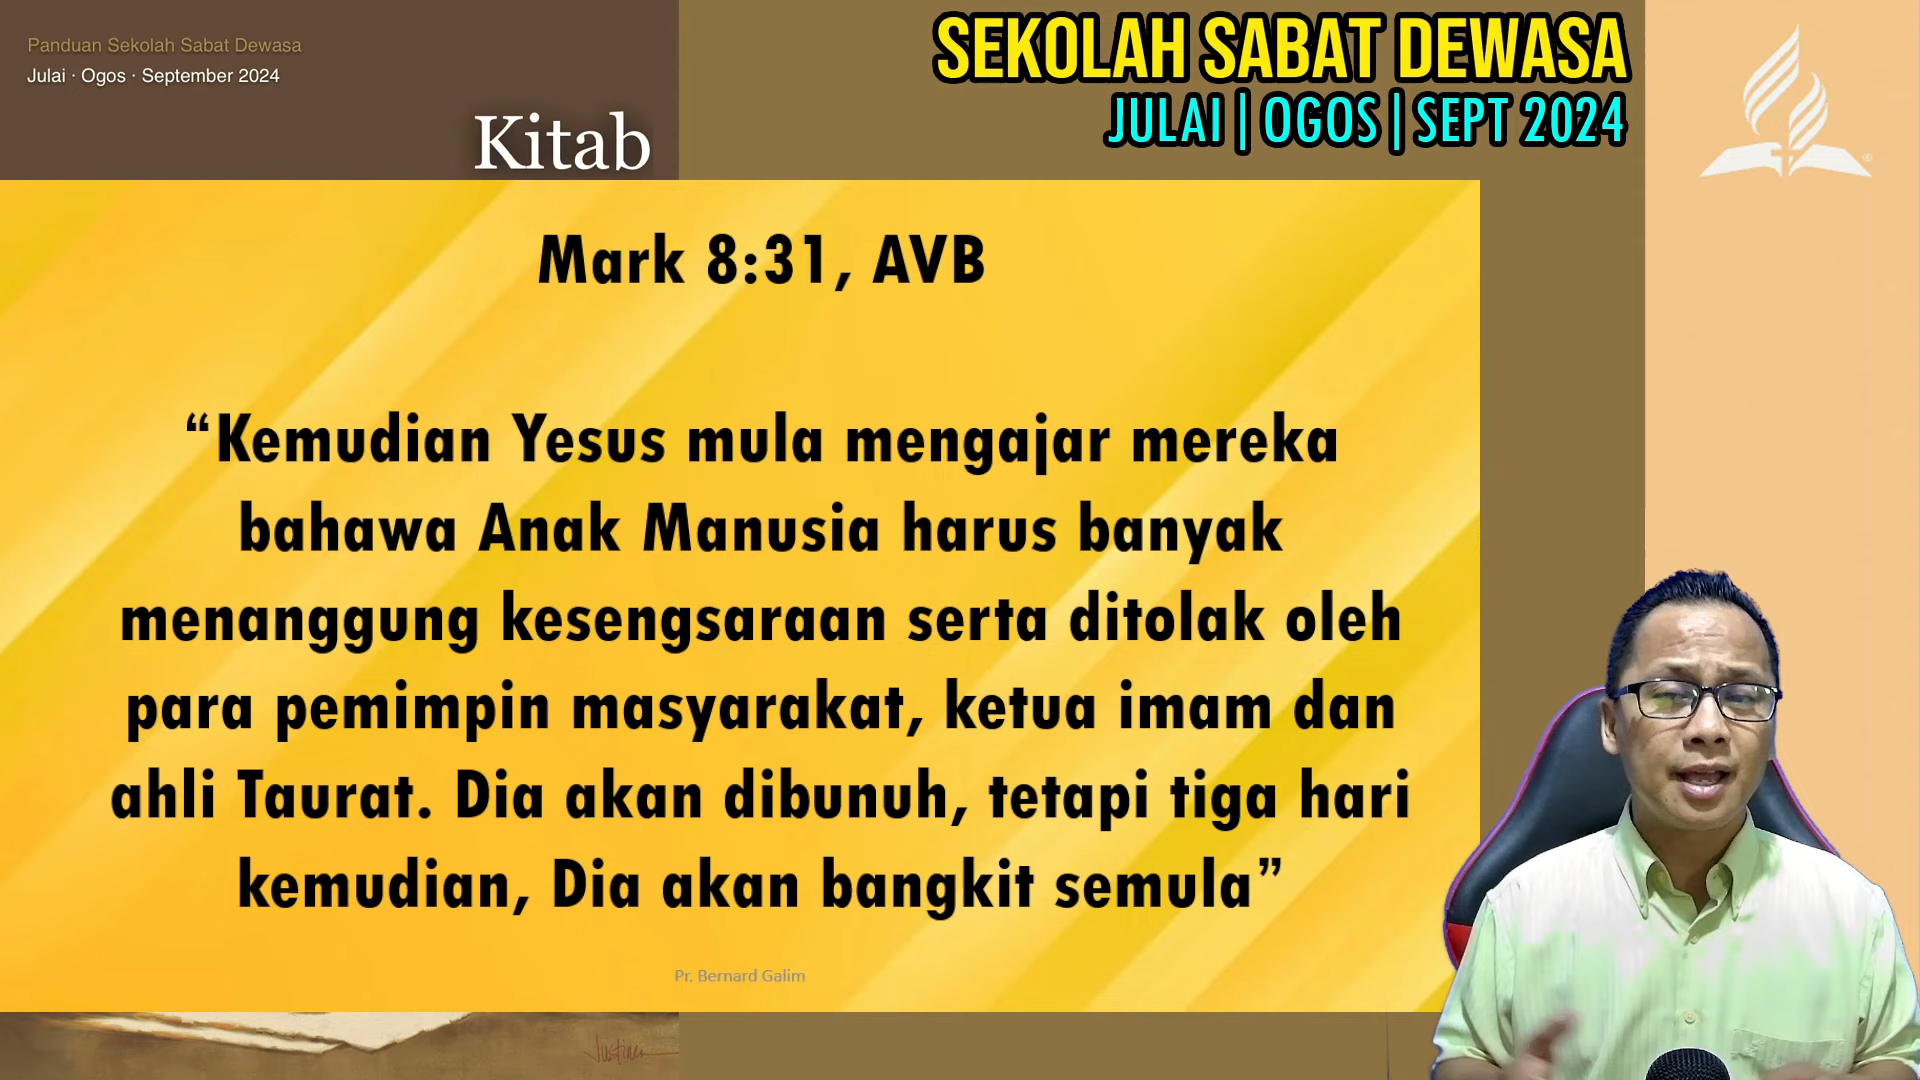 Panduan Sekolah Sabat Dewasa
Julai · Ogos · September 2024
Kitab
SEKOLAH SABAT DEWASA
JULAI | OGOS | SEPT 2024
®
Mark 8:31, AVB
“Kemudian Yesus mula mengajar mereka
bahawa Anak Manusia harus banyak
menanggung kesengsaraan serta ditolak oleh
para pemimpin masyarakat, ketua imam dan
ahli Taurat. Dia akan dibunuh, tetapi tiga hari
kemudian, Dia akan bangkit semula”
Pr. Bernard Galim